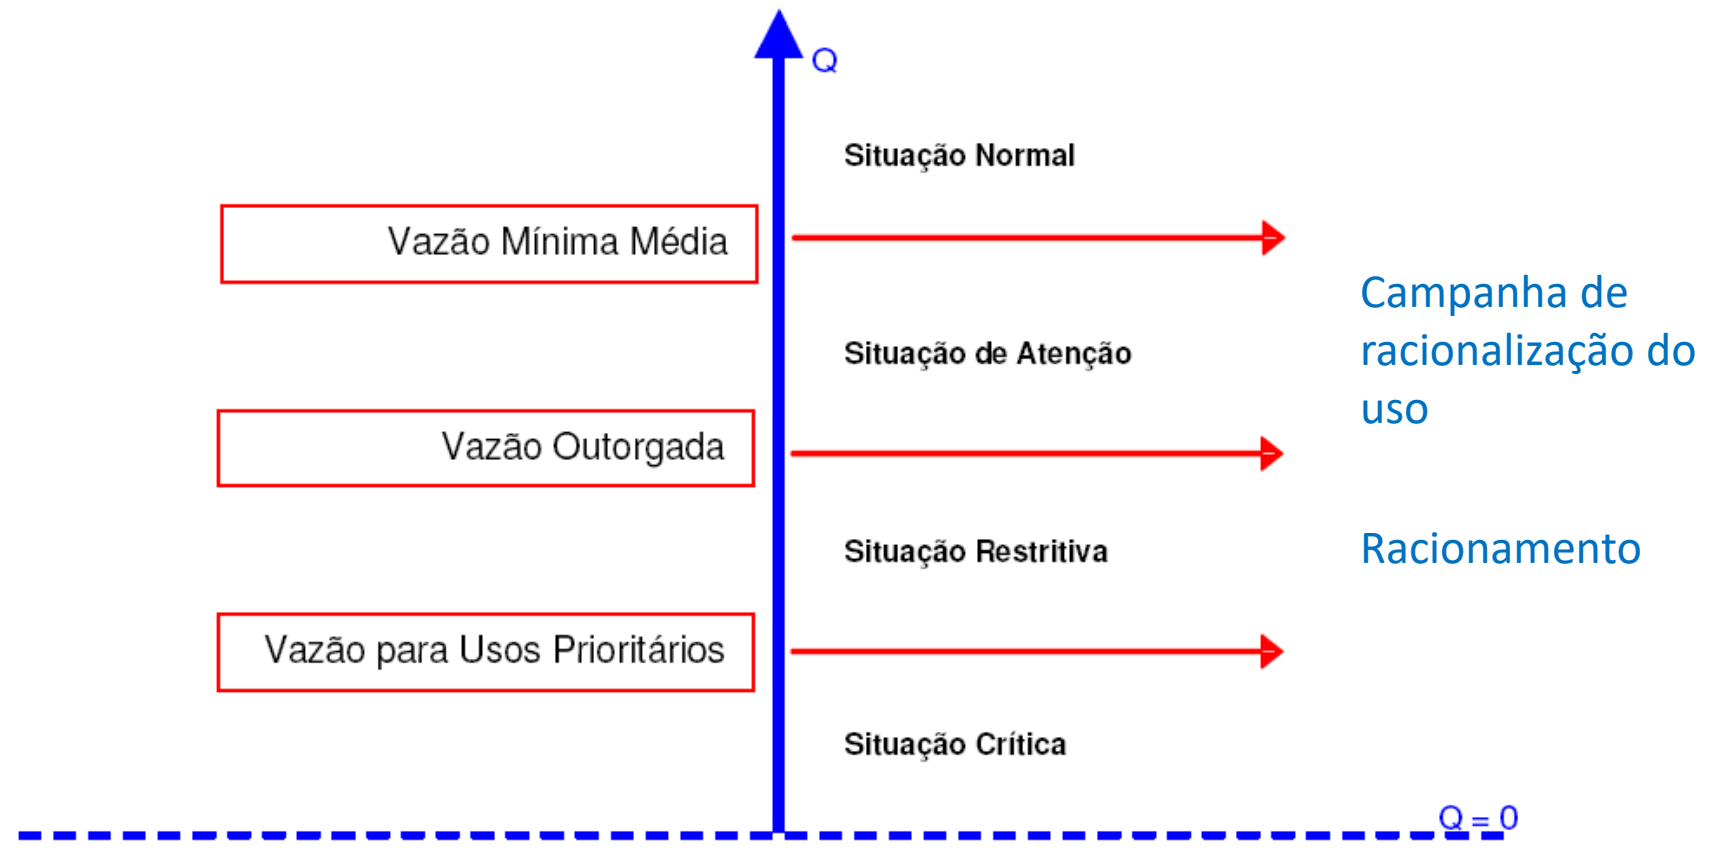 Q
Situação Normal
Vazão Mínima Média
Campanha de
racionalização do
uso
Situação de Atenção
Vazão Outorgada
Situação Restritiva
Racionamento
Vazão para Usos Prioritários
Situação Crítica
Q = 0